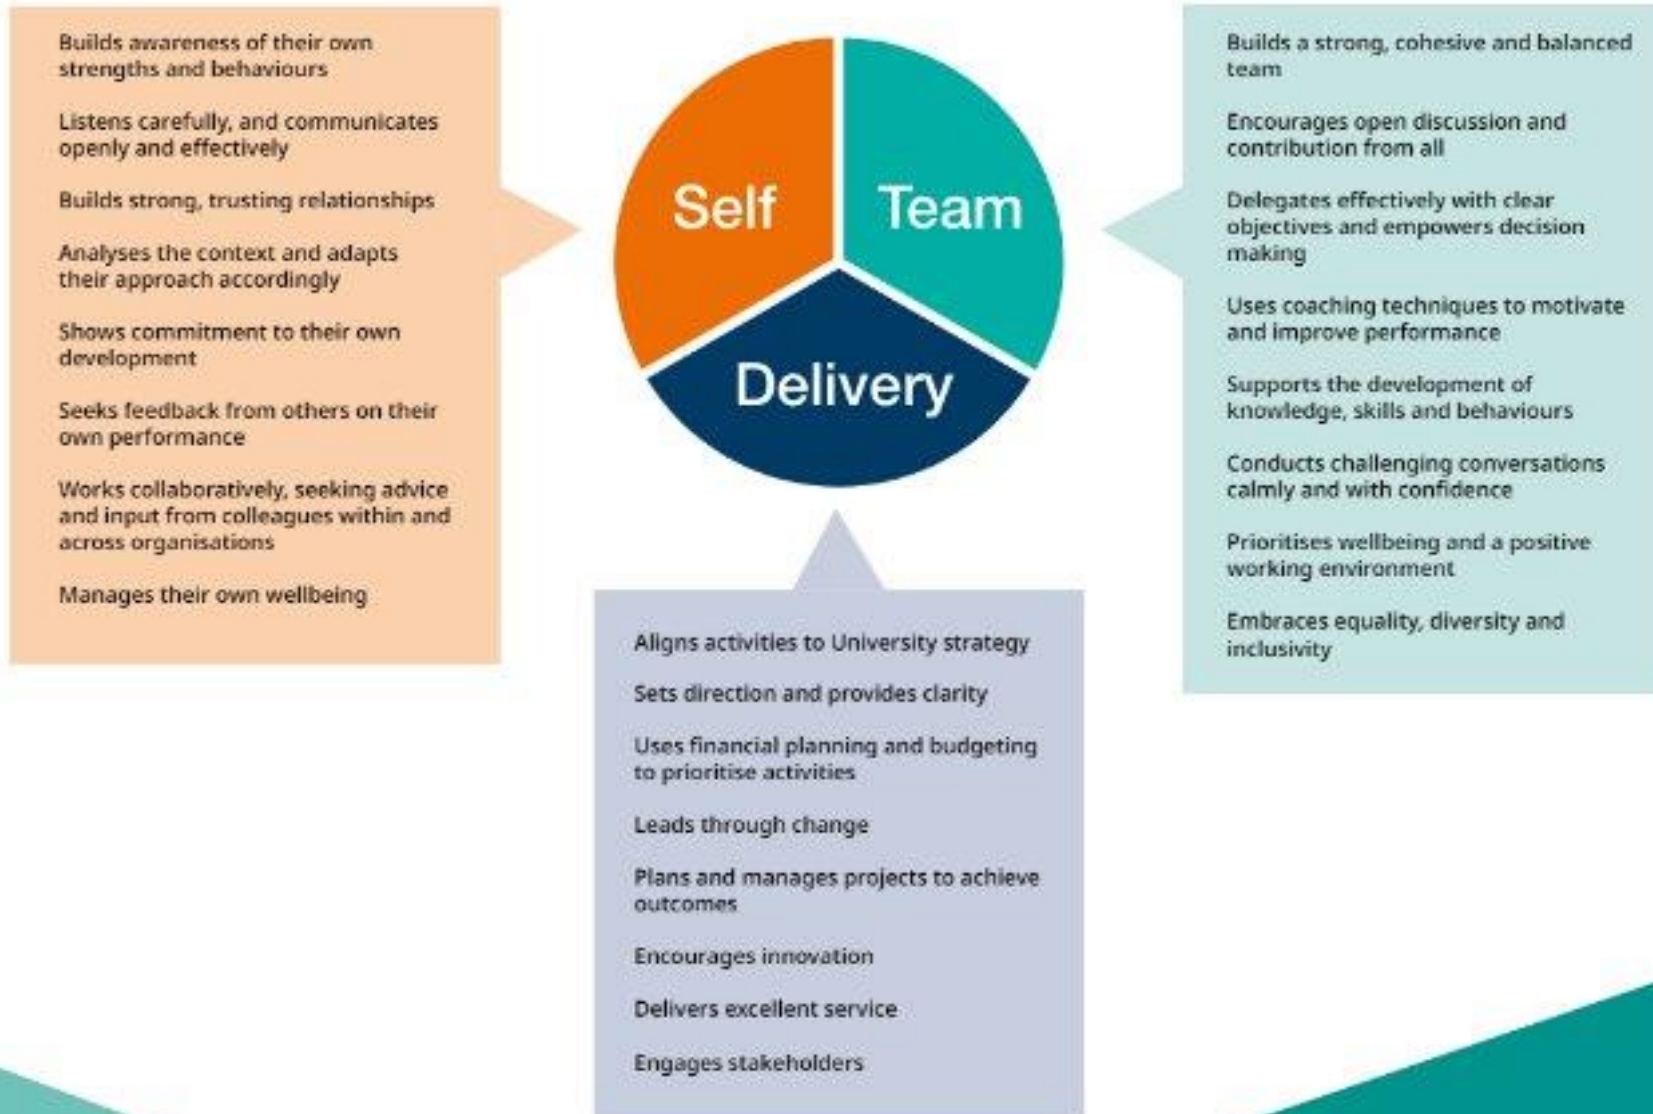 Builds awareness of their own
strengths and behaviours
Listens carefully, and communicates
openly and effectively
Builds strong, trusting relationships
Analyses the context and adapts
their approach accordingly
Shows commitment to their own
development
Seeks feedback from others on their
own performance
Works collaboratively, seeking advice
and input from colleagues within and
across organisations
Manages their own wellbeing
Self
Team
Delivery
Builds a strong, cohesive and balanced
team
Encourages open discussion and
contribution from all
Delegates effectively with clear
objectives and empowers decision
making
Uses coaching techniques to motivate
and improve performance
Supports the development of
knowledge, skills and behaviours
Conducts challenging conversations
calmly and with confidence
Prioritises wellbeing and a positive
working environment
Embraces equality, diversity and
inclusivity
Aligns activities to University strategy
Sets direction and provides clarity
Uses financial planning and budgeting
to prioritise activities
Leads through change
Plans and manages projects to achieve
outcomes
Encourages innovation
Delivers excellent service
Engages stakeholders